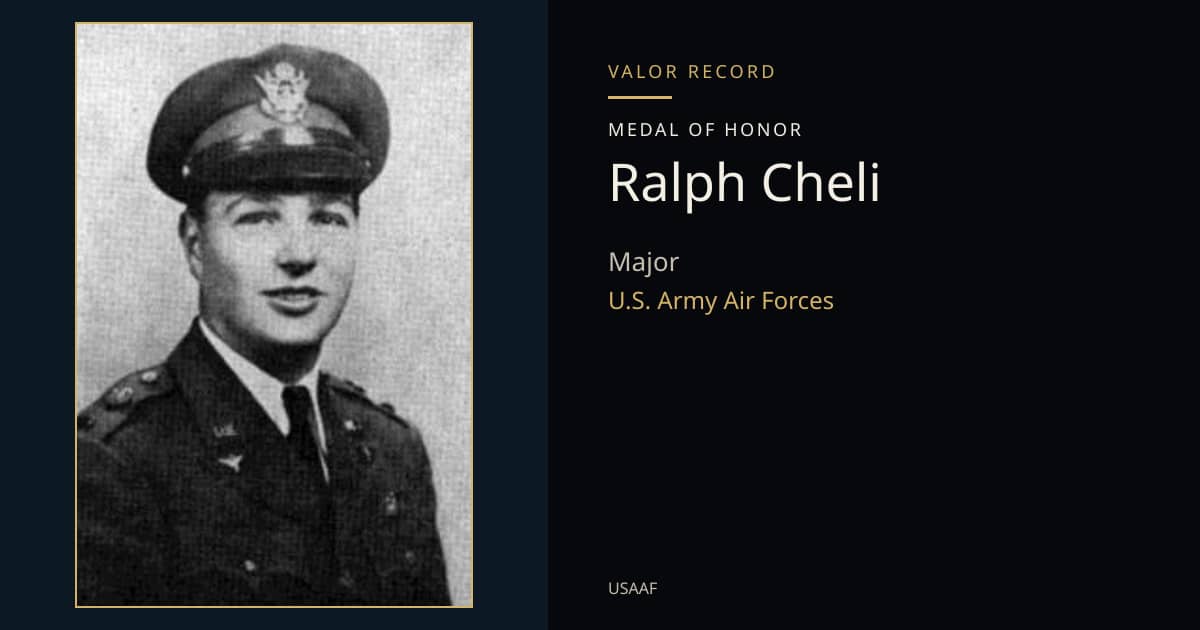 VALOR RECORD
MEDAL OF HONOR
Ralph Cheli
Major
U.S. Army Air Forces
USAAF